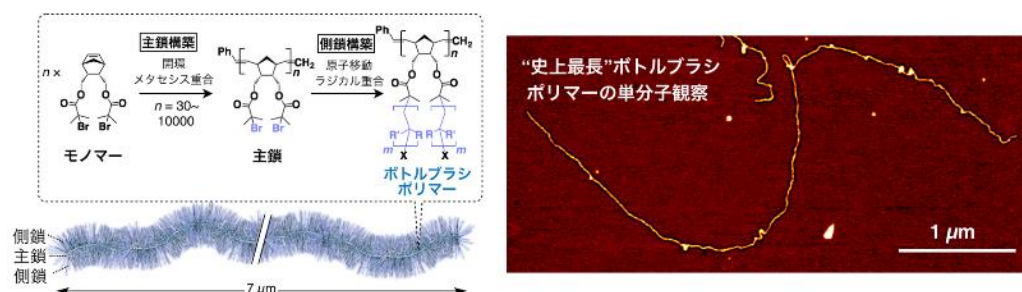 主鎖構築
開環
メタセシス重合
n = 30~
10000
側鎖構築
原子移動
ラジカル重合
n ×
O
O
O
O
Br
Br
モノマー
Ph
CH2
n
O
O
O
O
Br
Br
主鎖
Ph
CH2
n
O
O
O
O
R'
R
R
R'
m
X
X
m
ボトルブラシ
ポリマー
側鎖
主鎖
側鎖
7 µm
“史上最長”ボトルブラシ
ポリマーの単分子観察
1 µm